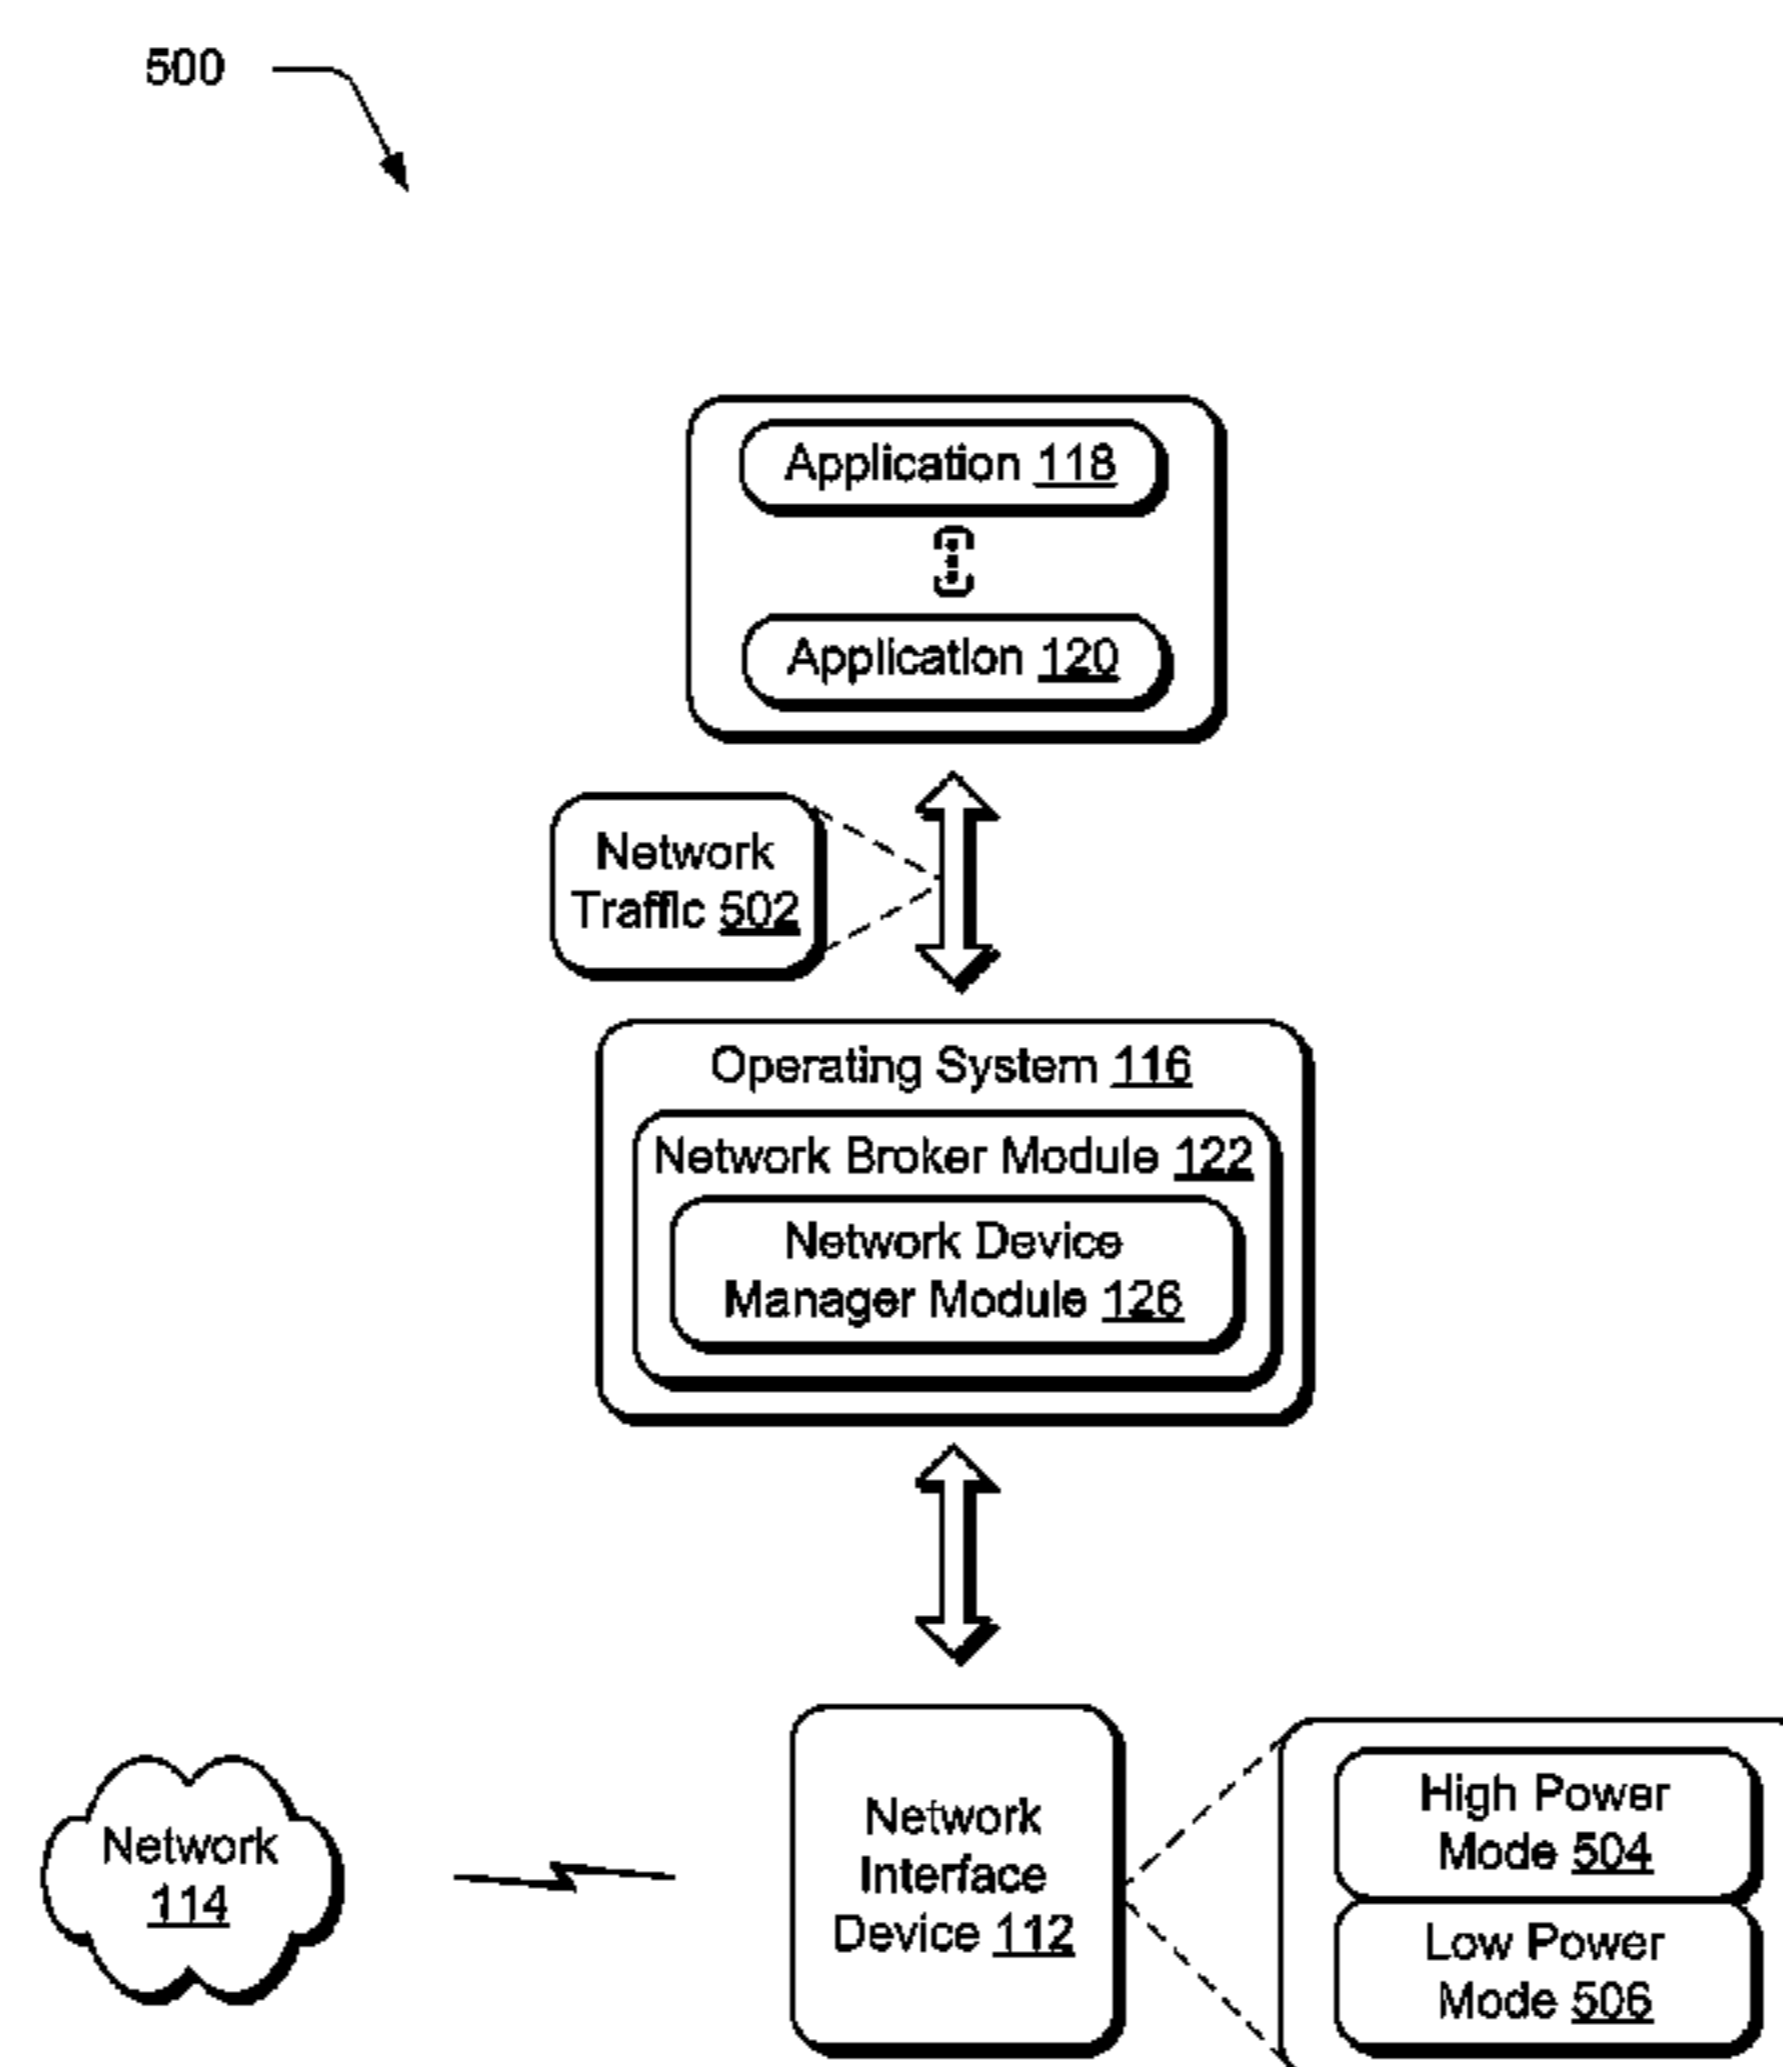 500
Application 118
Application 120
Network
Traffic 502
Operating System 116
Network Broker Module 122
Network Device
Manager Module 126
Network
114
Network
Interface
Device 112
High Power
Mode 504
Low Power
Mode 506